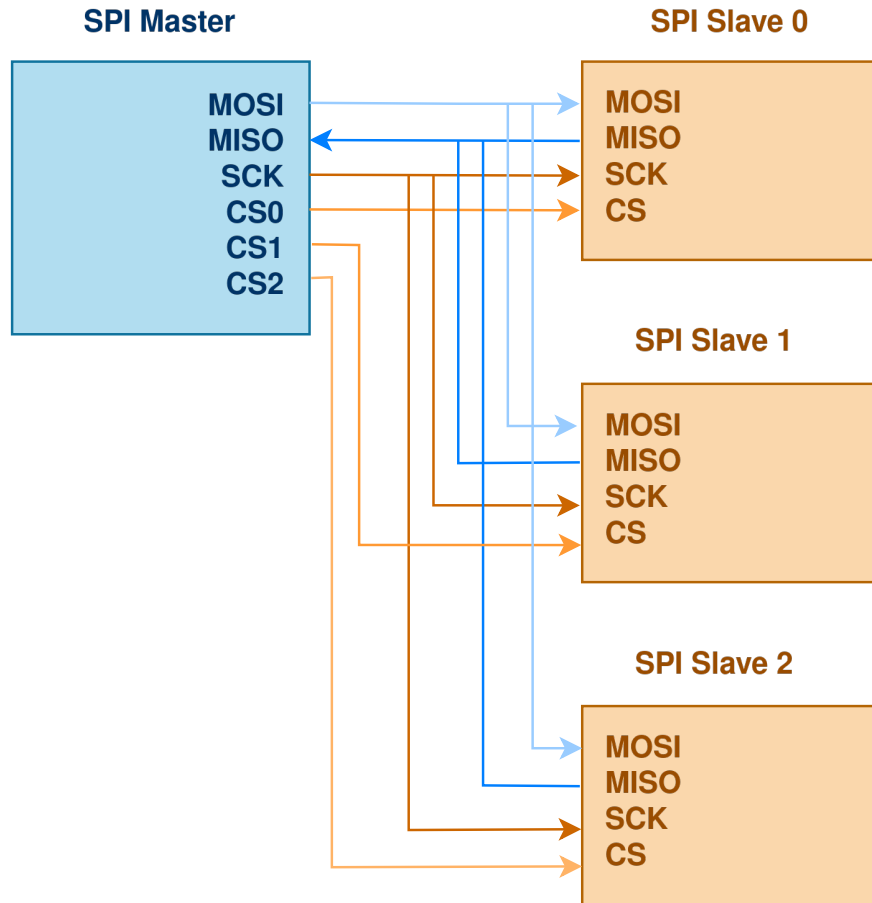 SPI Master
MOSI
MISO
SCK
CS0
CS1
CS2
SPI Slave 0
MOSI
MISO
SCK
CS
SPI Slave 1
MOSI
MISO
SCK
CS
SPI Slave 2
MOSI
MISO
SCK
CS